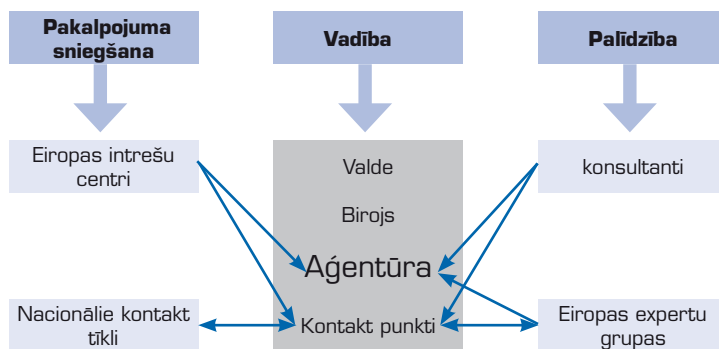 Pakalpojuma
sniegšana
Vadība
Palīdzība
Eiropas intrešu
centri
Valde
konsultanti
Birojs
Aģentūra
Nacionālie kontakt
tīkli
Kontakt punkti
Eiropas expertu
grupas